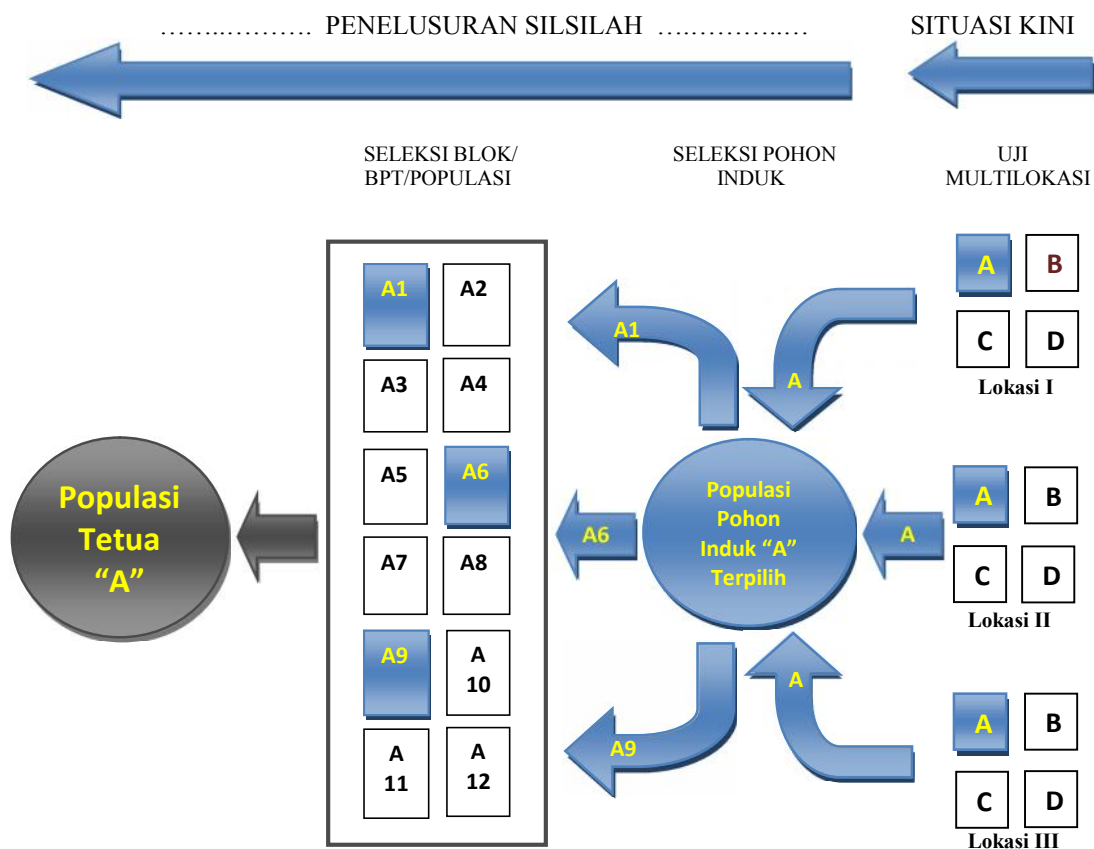 ……..………. PENELUSURAN SILSILAH ….………..…
SITUASI KINI
SELEKSI BLOK/
BPT/POPULASI
SELEKSI POHON
INDUK
UJI
MULTILOKASI
Populasi
Tetua
“A”
A1
A2
A3
A4
A5
A6
A7
A8
A9
A
10
A
11
A
12
A1
A6
A9
Populasi
Pohon
Induk “A”
Terpilih
A
A
A
A
B
C
D
Lokasi I
A
B
C
D
Lokasi II
A
B
C
D
Lokasi III